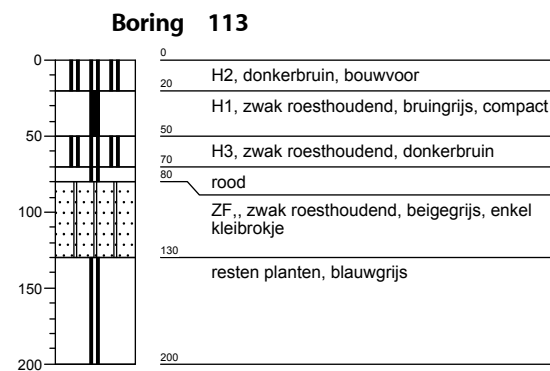 Boring 113
0
0
20
H2, donkerbruin, bouwvoor
H1, zwak roesthoudend, bruingrijs, compact
50
50
H3, zwak roesthoudend, donkerbruin
70
80
rood
100
ZF,, zwak roesthoudend, beigegrijs, enkel
kleibrokje
130
resten planten, blauwgrijs
150
200
200